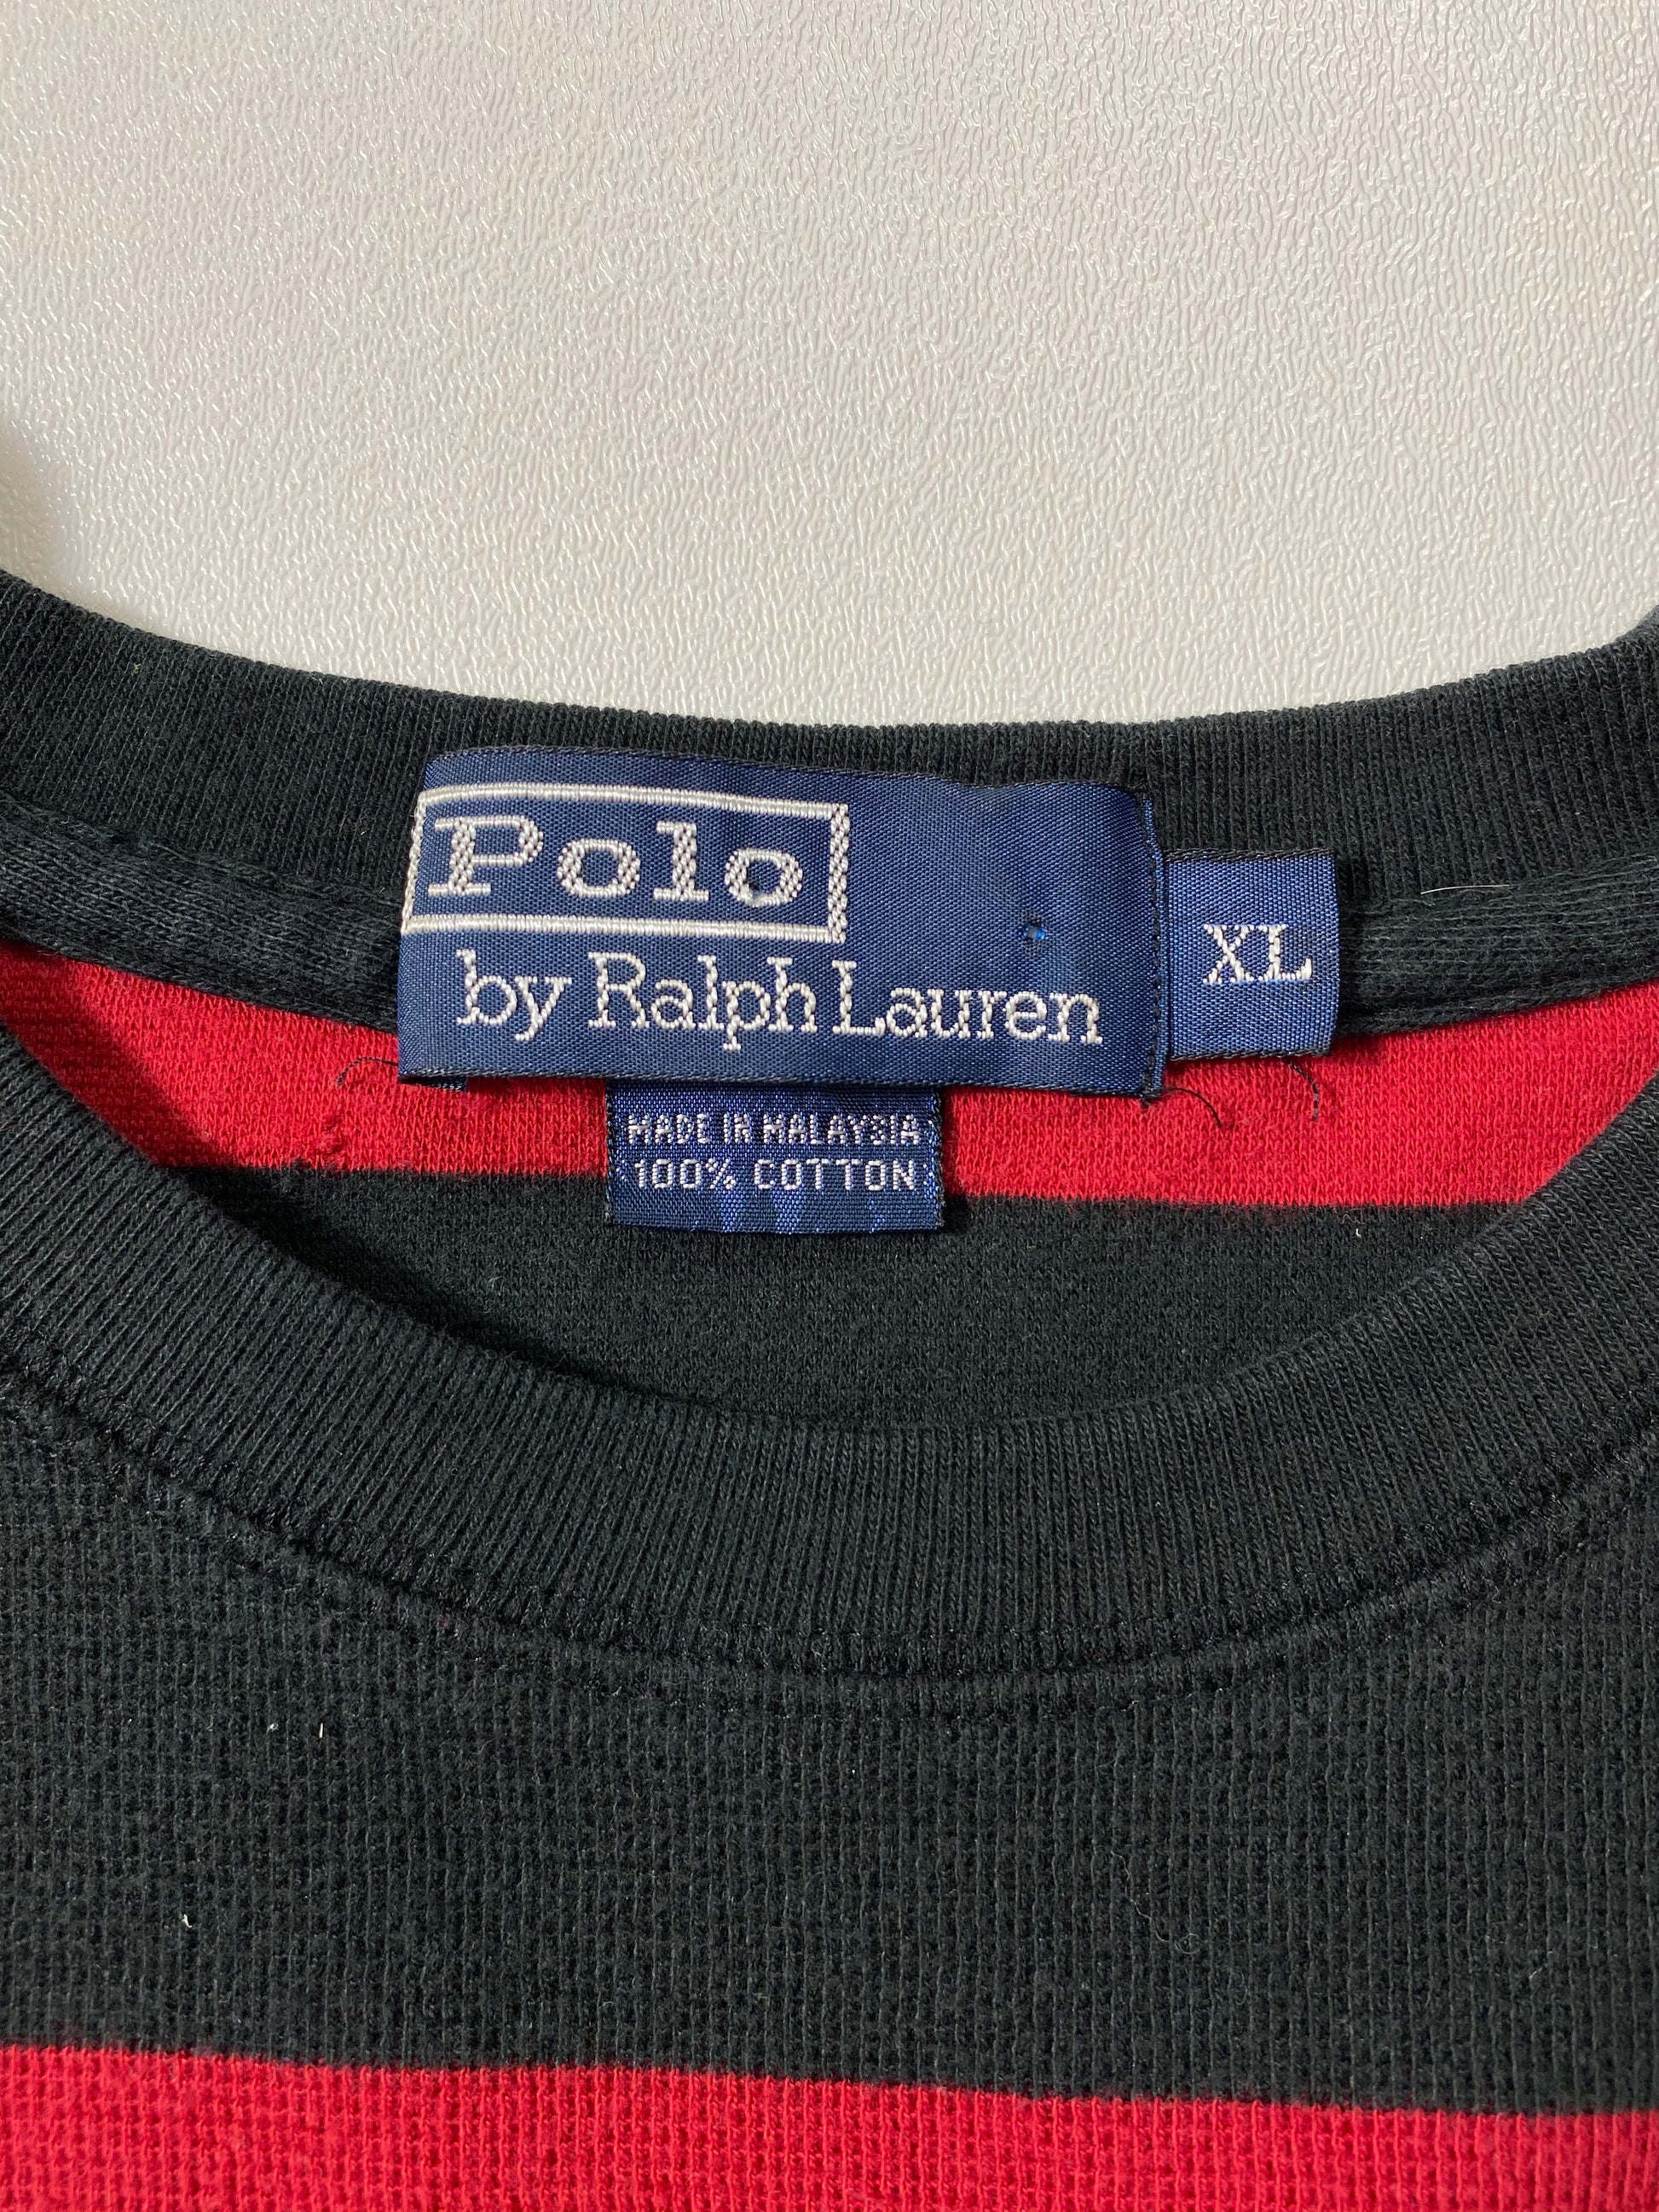 Polo
by Ralph Lauren
XL
MADE IN MALAYSIA
100% COTTON